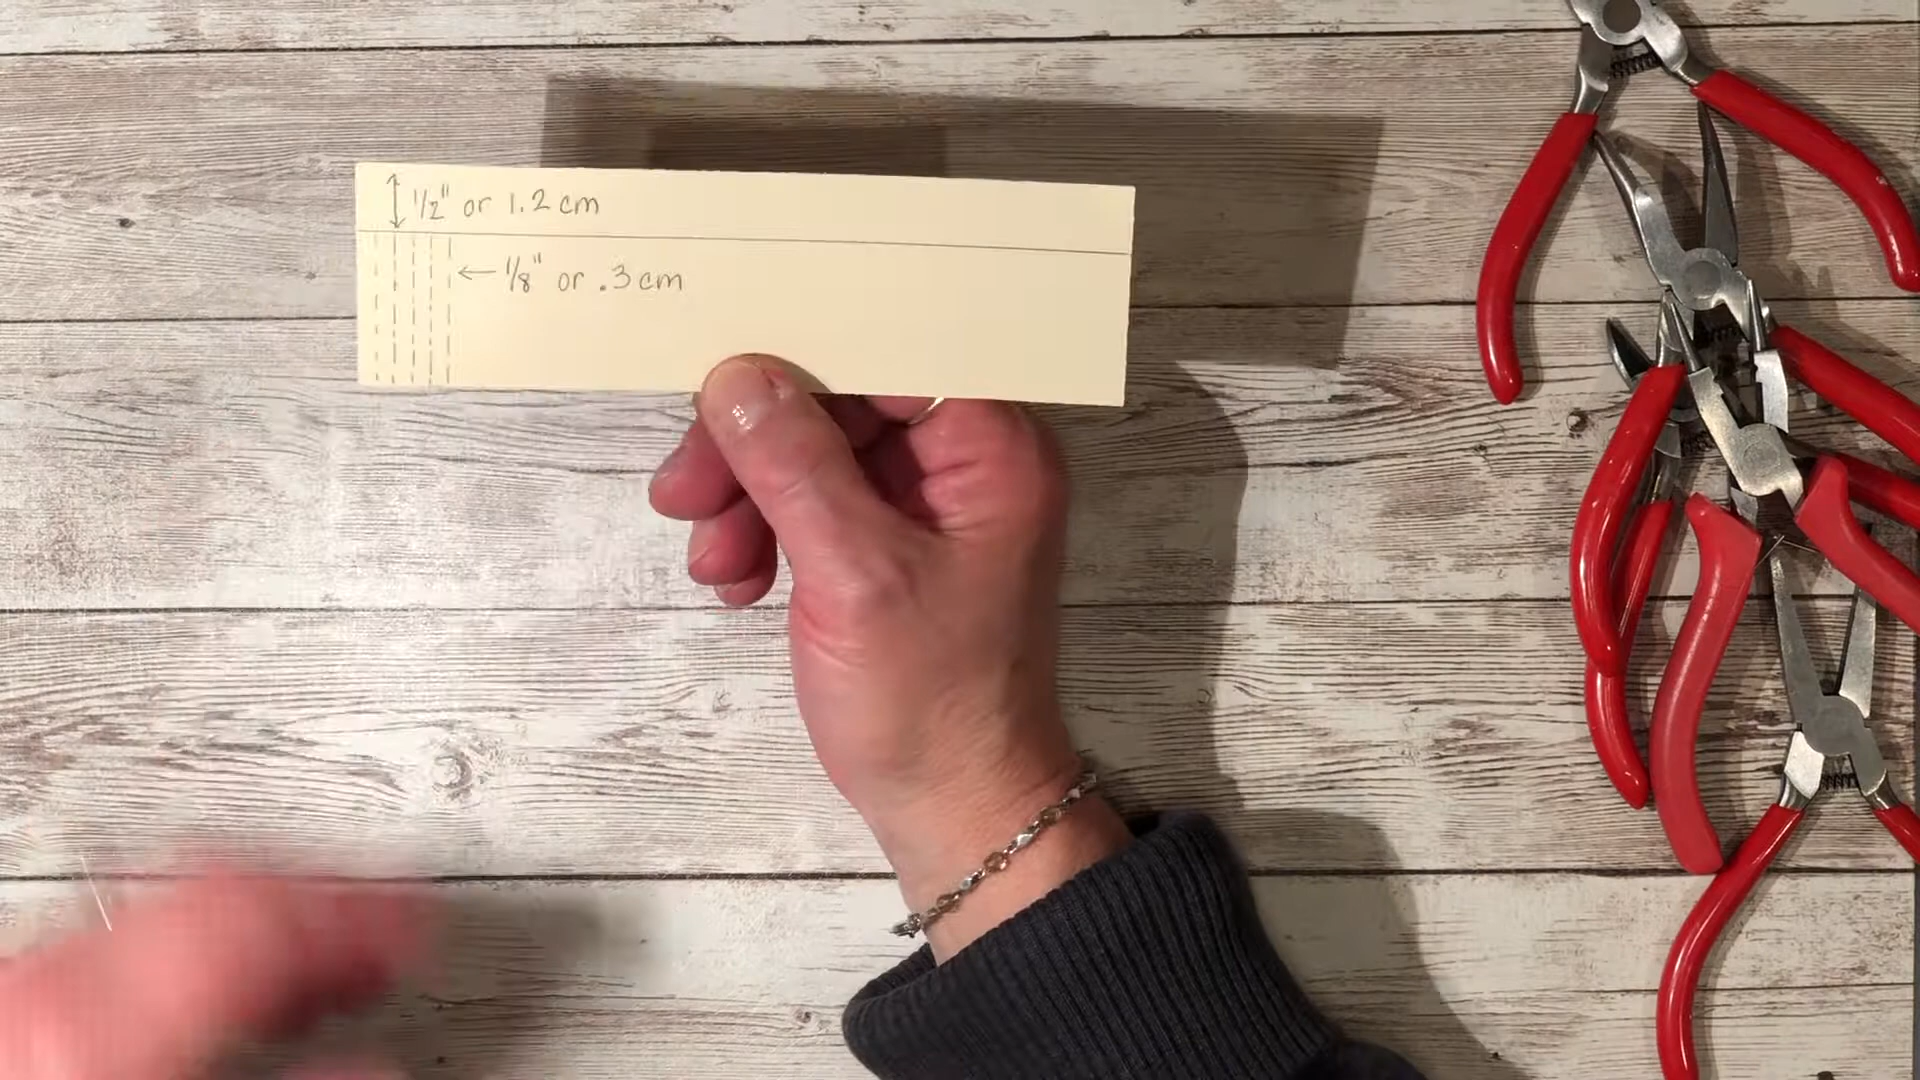 1/2" or 1.2 cm
1/8" or .3 cm